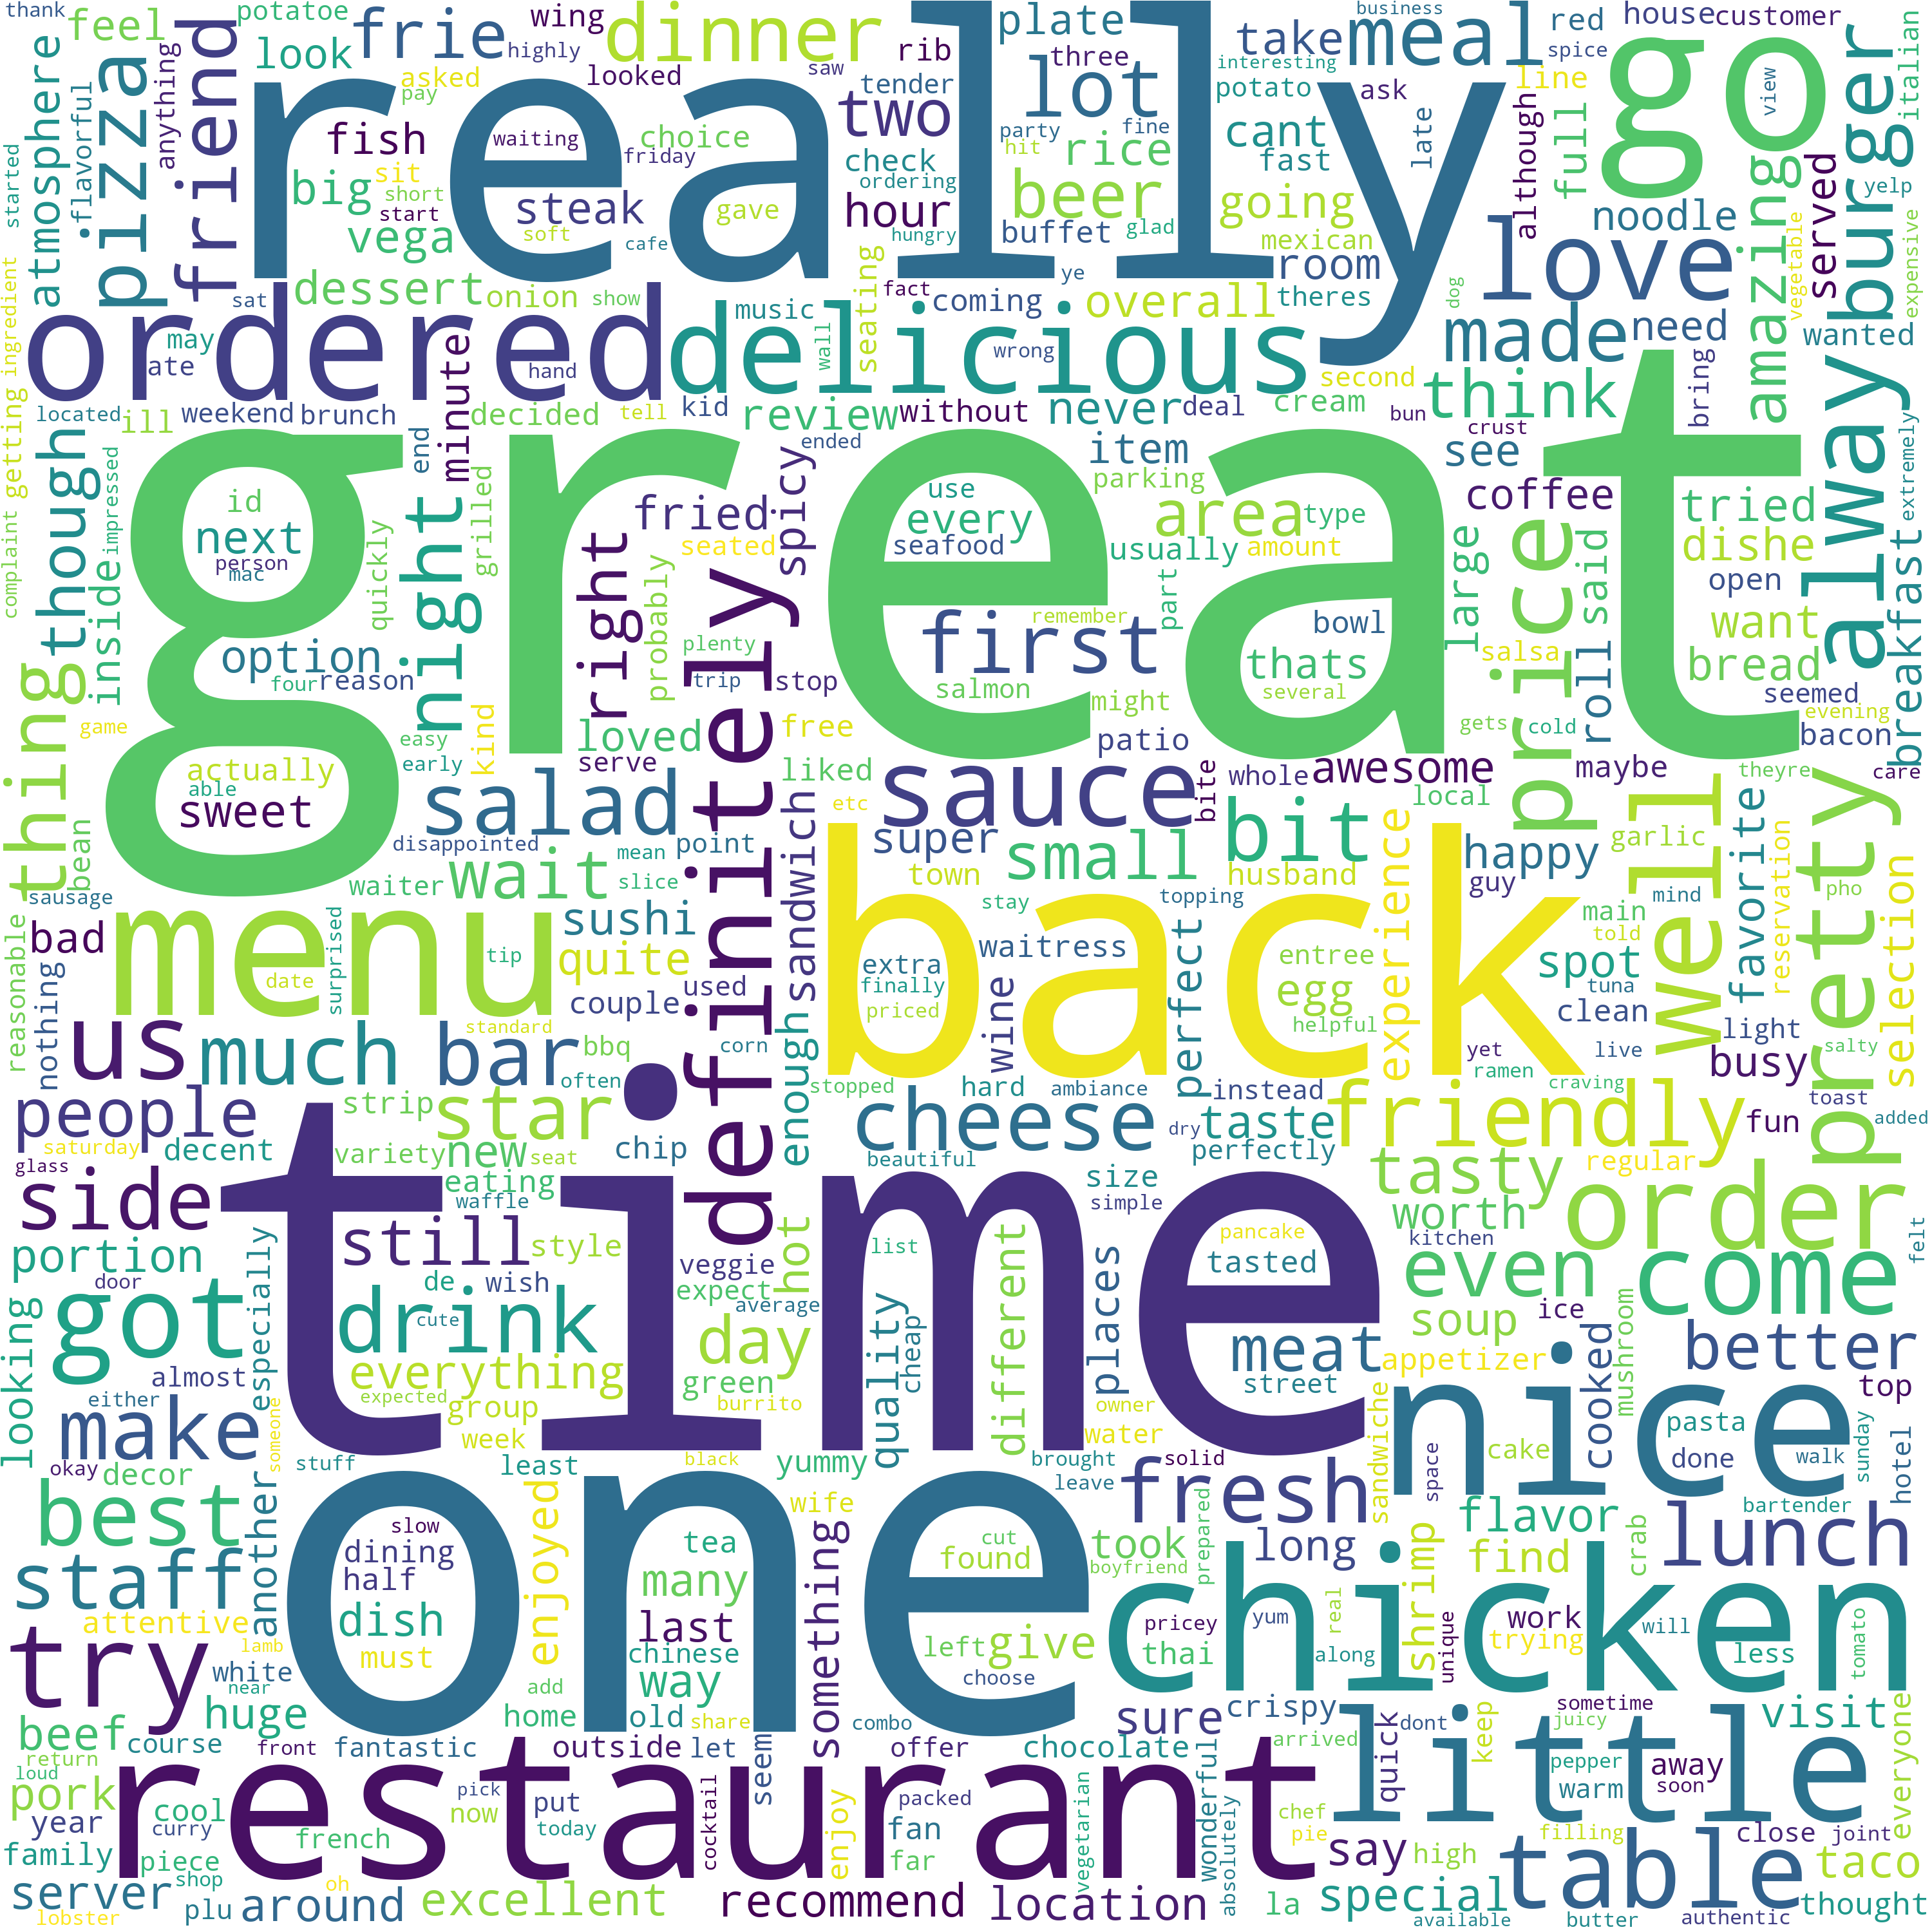 thank
potatoe
wing
dinner
plate
business
meal
red
house
customer
feel
look
frie
highly
rib
three
take
spice
italian
pizza
friend
really
go
burger
asked
looked
saw
tender
lot
interesting
potato
ask
line
view
pay
two
atmosphere
anything
flavorful
started
fish
waiting
choice
check
party
fine
cant
late
although
full
amazing
served
yelp
big
sit
friday
ordering
hit
rice
fast
short
start
steak
gave
hour
beer
going
noodle
vega
soft
cafe
hungry
buffet
glad
mexican
love
vegetable
expensive
dessert
onion
show
seating
fact
coming
ye
room
theres
dog
sat
overall
made
need
wanted
ordered
delicious
music
wall
may
ate
minute
hand
wrong
second
think
bring
located
ill
weekend
brunch
decided
tell
kid
review
without
never
deal
cream
bun
crust
alway
extremely
complaint
getting
ingredient
though
impressed
end
ended
item
see
great
id
next
person
mac
quickly
night
grilled
fried
spicy
use
every
seafood
parking
area
type
usually
amount
coffee
tried
dishe
seated
large
price
said
open
inside
right
probably
definitely
part
remember
first
bowl
want
breakfast
option
four
reason
plenty
trip
stop
salmon
thats
several
might
salsa
roll
bread
seemed
thing
game
easy
early
kind
loved
serve
free
patio
gets
cold
evening
bacon
actually
able
sweet
salad
liked
sauce
bite
whole
awesome
maybe
theyre
care
etc
local
well
pretty
bean
disappointed
mean
point
sandwich
super
small
bit
experience
happy
garlic
favorite
sausage
waiter
wait
slice
town
husband
guy
mind
pho
selection
reasonable
bad
menu
sushi
back
stay
topping
main
told
reservation
nothing
surprised
tip
quite
extra
waitress
perfect
entree
spot
tuna
date
couple
used
finally
priced
wine
egg
helpful
clean
light
us
much
bar
standard
bbq
corn
enough
yet
ramen
live
busy
salty
often
stopped
hard
ambiance
instead
craving
toast
added
people
strip
star
cheese
dry
taste
friendly
fun
saturday
decent
variety
new
seat
chip
beautiful
perfectly
regular
glass
side
time
eating
waffle
hot
size
simple
tasty
worth
order
portion
still
style
veggie
list
pancake
tasted
kitchen
felt
door
de
wish
expect
different
places
even
come
looking
got
especially
drink
cute
average
quality
cheap
soup
ice
day
meat
cooked
mushroom
better
almost
everything
green
street
appetizer
either
expected
group
burrito
owner
nice
top
make
someone
week
water
sandwiche
pasta
okay
decor
another
stuff
least
black
yummy
brought
leave
solid
space
cake
done
walk
sunday
hotel
best
one
enjoyed
wife
fresh
bartender
slow
dining
half
tea
something
cut
found
took
prepared
long
flavor
crab
lunch
staff
dish
many
boyfriend
shrimp
find
attentive
must
last
chicken
real
pricey
work
yum
will
lamb
chinese
left
give
thai
trying
less
tomato
try
white
near
way
choose
along
unique
add
huge
home
old
share
combo
sure
crispy
dont
keep
sometime
juicy
visit
everyone
beef
course
front
fantastic
outside
let
offer
chocolate
arrived
quick
little
return
loud
restaurant
seem
wonderful
pepper
away
pork
pick
put
packed
warm
soon
cool
now
today
cocktail
enjoy
vegetarian
chef
pie
year
curry
french
fan
absolutely
say
high
filling
close
joint
family
piece
far
table
taco
shop
oh
server
plu
around
excellent
recommend
location
la
special
thought
lobster
available
butter
authentic